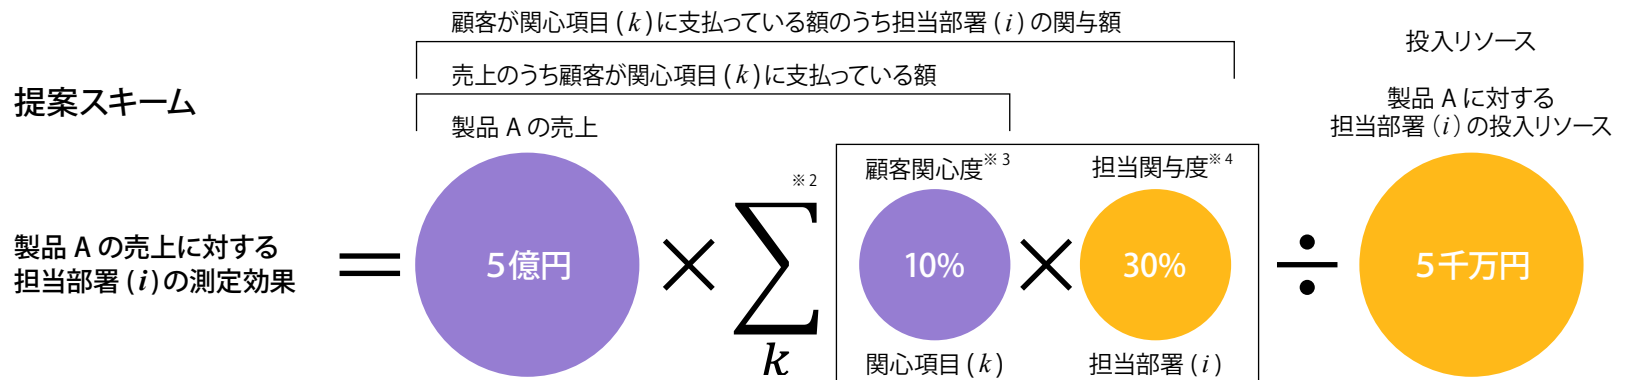 顧客が関心項目 (k) に支払っている額のうち担当部署 (i) の関与額
投入リソース
売上のうち顧客が関心項目 (k) に支払っている額
提案スキーム
製品 A に対する
担当部署（i）の投入リソース
製品 A の売上
※2
顧客関心度※3
担当関与度※4
製品 A の売上に対する
担当部署 (i) の測定効果
= 5億円 × ∑ 10% × 30% ÷ 5千万円
k
関心項目 (k)
担当部署 (i)